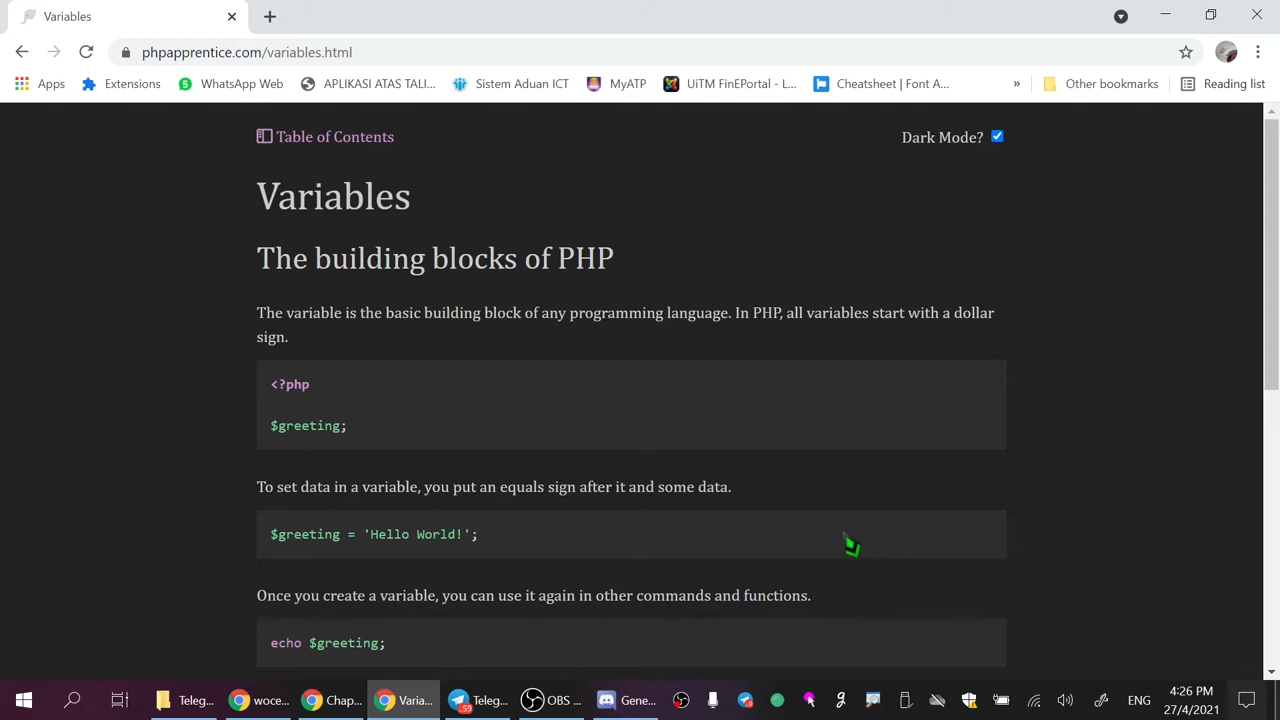 Variables
phpapprentice.com/variables.html
Apps
Extensions
WhatsApp Web
APLIKASI ATAS TALI...
Sistem Aduan ICT
MyATP
UiTM FinEPortal - L...
Cheatsheet | Font A...
»
Other bookmarks
Reading list
Table of Contents
Dark Mode?
Variables
The building blocks of PHP
The variable is the basic building block of any programming language. In PHP, all variables start with a dollar
sign.
<?php
$greeting;
To set data in a variable, you put an equals sign after it and some data.
$greeting = 'Hello World!';
Once you create a variable, you can use it again in other commands and functions.
echo $greeting;
Teleg...
woce...
Chap...
Varia...
59
Teleg...
OBS ...
Gene...
ENG
4:26 PM
27/4/2021